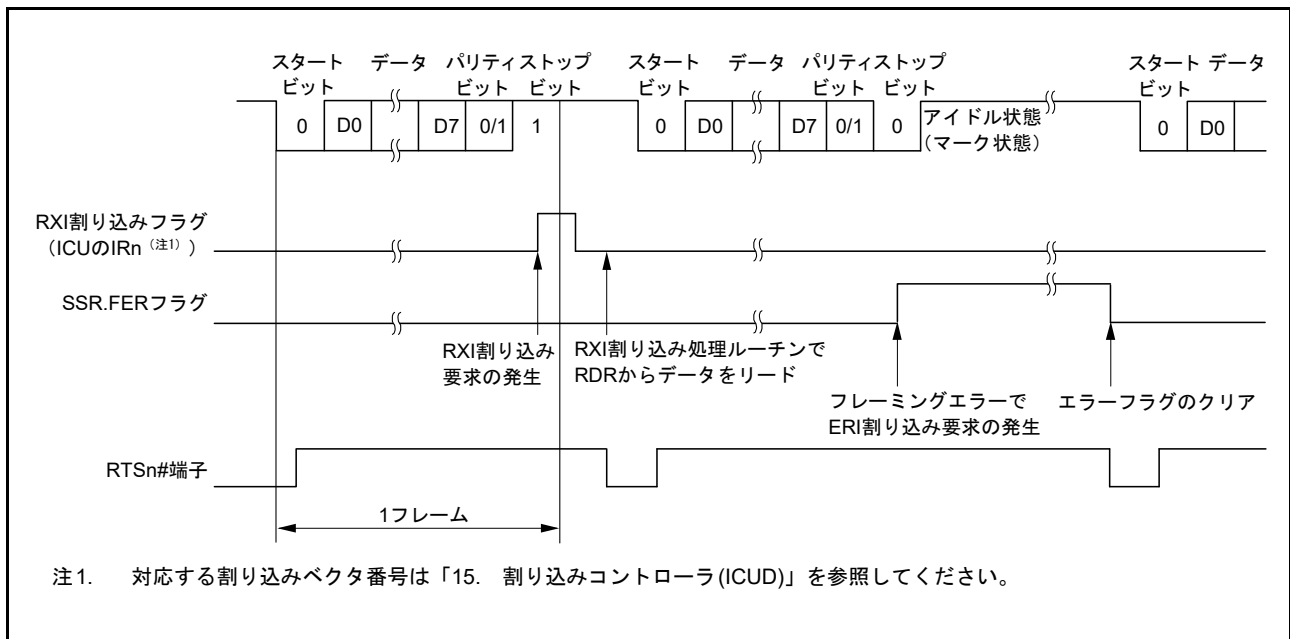 スタート データ パリティストップ スタート データ パリティストップ スタート データ
ビット ビット ビット ビット ビット ビット ビット
0 D0 D7 0/1 1 0 D0 D7 0/1 0 アイドル状態 0 D0
(マーク状態)
RXI割り込みフラグ
(ICUのIRn (注1) )
SSR.FERフラグ
RXI割り込み
要求の発生
RXI割り込み処理ルーチンで
RDRからデータをリード
フレーミングエラーで
ERI割り込み要求の発生
エラーフラグのクリア
RTSn#端子
1フレーム
注1. 対応する割り込みベクタ番号は「15. 割り込みコントローラ(ICUD)」を参照してください。